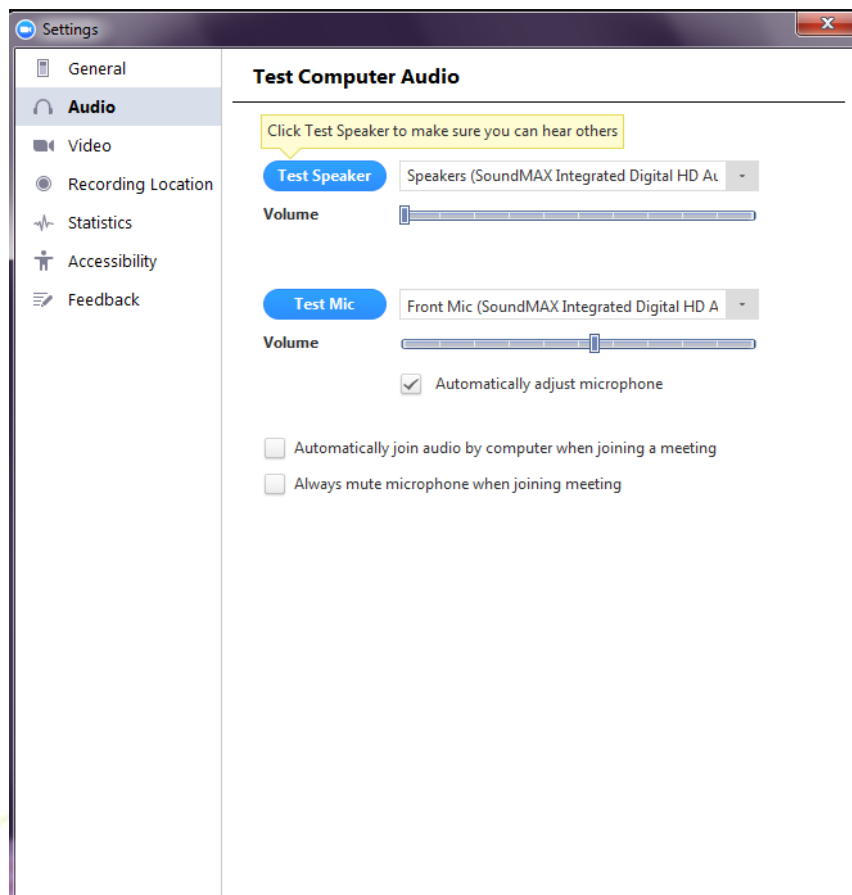 Settings
General
Audio
Video
Recording Location
Statistics
Accessibility
Feedback
Test Computer Audio
Click Test Speaker to make sure you can hear others
Test Speaker
Speakers (SoundMAX Integrated Digital HD Au
Volume
Test Mic
Front Mic (SoundMAX Integrated Digital HD A
Volume
Automatically adjust microphone
Automatically join audio by computer when joining a meeting
Always mute microphone when joining meeting